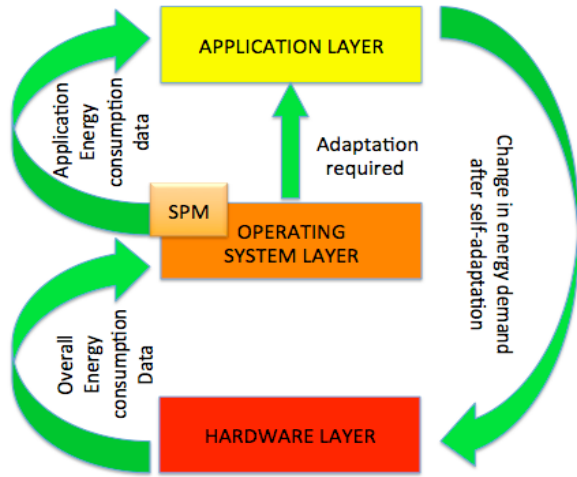 APPLICATION LAYER
Application
Energy
consumption
data
Adaptation
required
Change in energy demand
after self-adaptation
SPM
OPERATING
SYSTEM LAYER
Overall
Energy
consumption
Data
HARDWARE LAYER